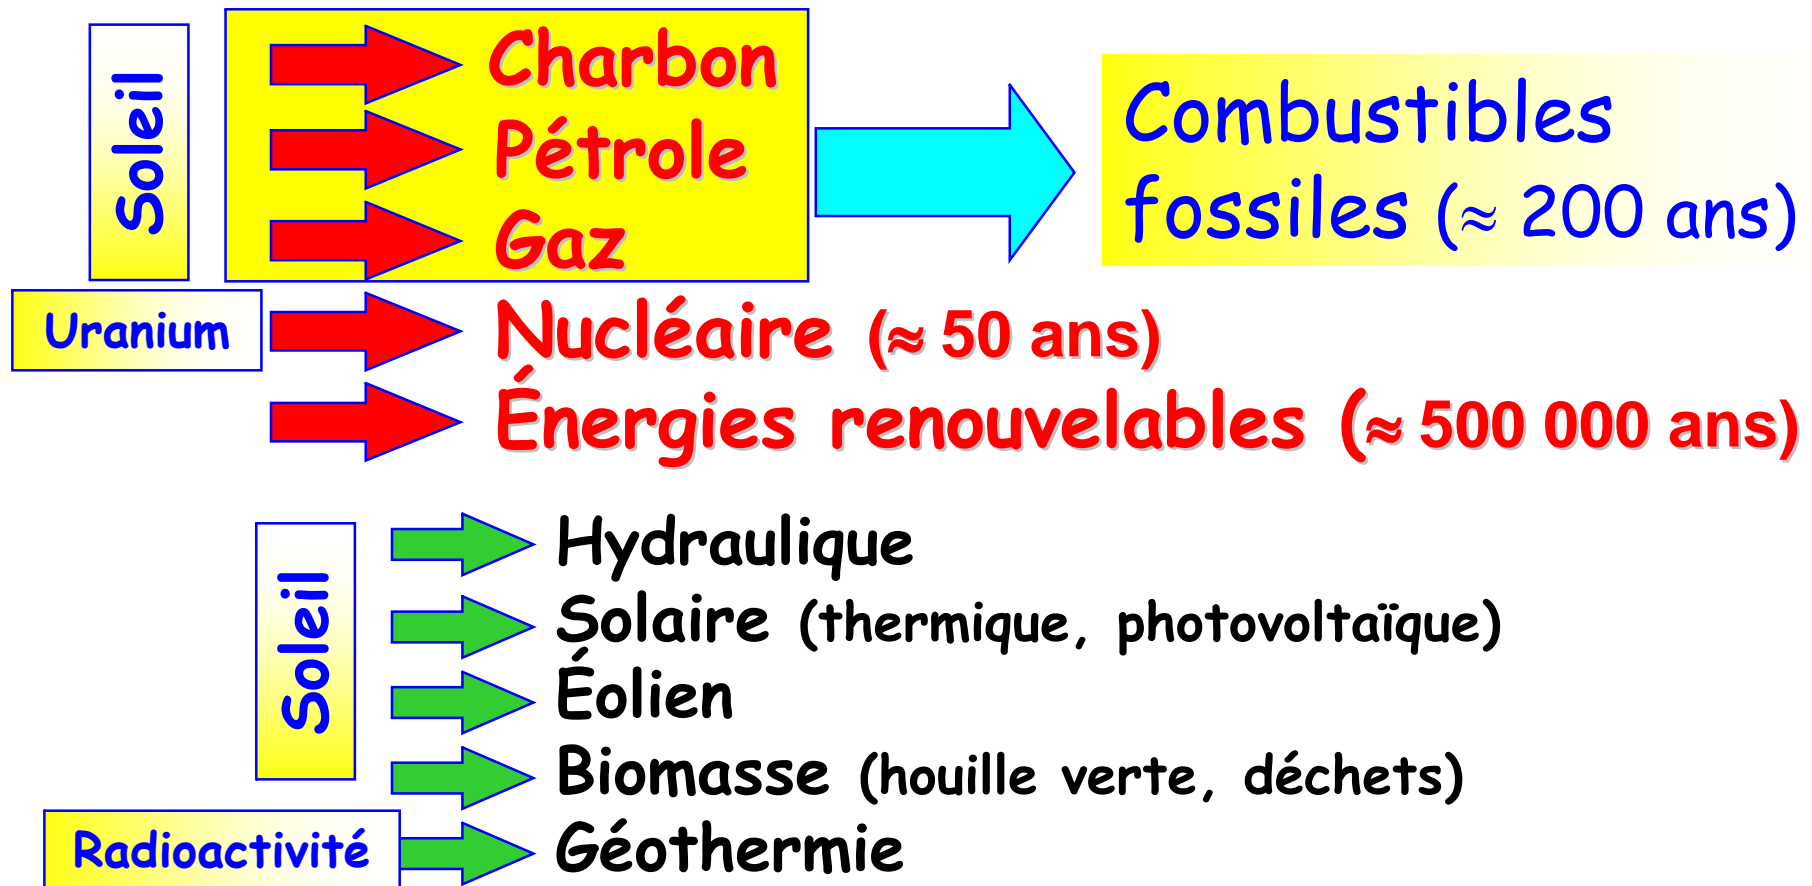 Soleil
Charbon
Pétrole
Gaz
Combustibles
fossiles (≈ 200 ans)
Uranium
Nucléaire (≈ 50 ans)
Énergies renouvelables (≈ 500 000 ans)
Soleil
Hydraulique
Solaire (thermique, photovoltaïque)
Éolien
Biomasse (houille verte, déchets)
Radioactivité
Géothermie